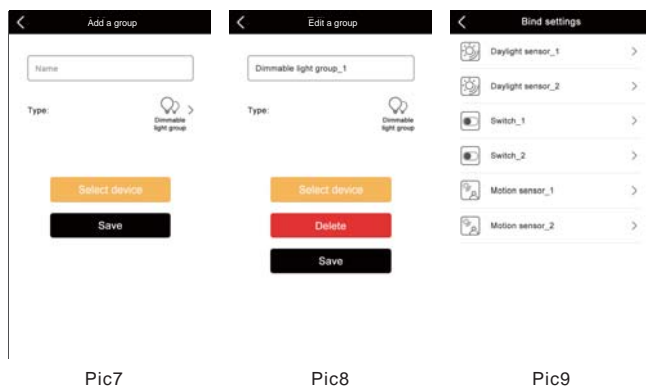 Add a group
Name
Type:
Dimmable
light group
Select device
Save
Pic7
Edit a group
Dimmable light group_1
Type:
Dimmable
light group
Select device
Delete
Save
Pic8
Bind settings
Daylight sensor_1
Daylight sensor_2
Switch_1
Switch_2
Motion sensor_1
Motion sensor_2
Pic9